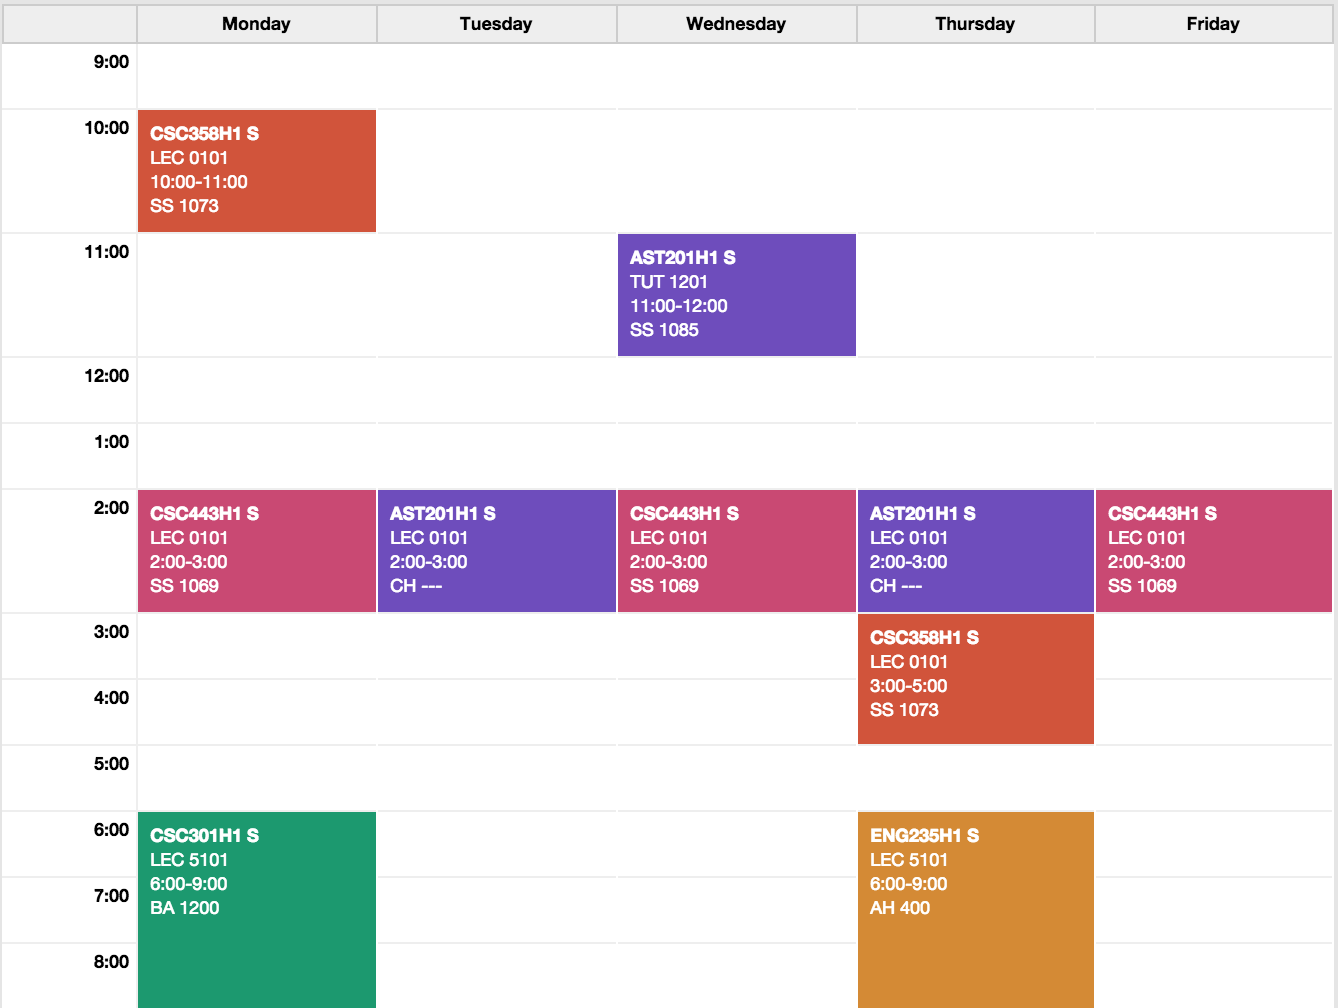 Monday Tuesday Wednesday Thursday Friday
9:00
10:00
CSC358H1 S
LEC 0101
10:00-11:00
SS 1073
11:00
AST201H1 S
TUT 1201
11:00-12:00
SS 1085
12:00
1:00
2:00
CSC443H1 S
LEC 0101
2:00-3:00
SS 1069
AST201H1 S
LEC 0101
2:00-3:00
CH ---
CSC443H1 S
LEC 0101
2:00-3:00
SS 1069
AST201H1 S
LEC 0101
2:00-3:00
CH ---
CSC443H1 S
LEC 0101
2:00-3:00
SS 1069
3:00
CSC358H1 S
LEC 0101
3:00-5:00
SS 1073
4:00
5:00
6:00
CSC301H1 S
LEC 5101
6:00-9:00
BA 1200
ENG235H1 S
LEC 5101
6:00-9:00
AH 400
7:00
8:00